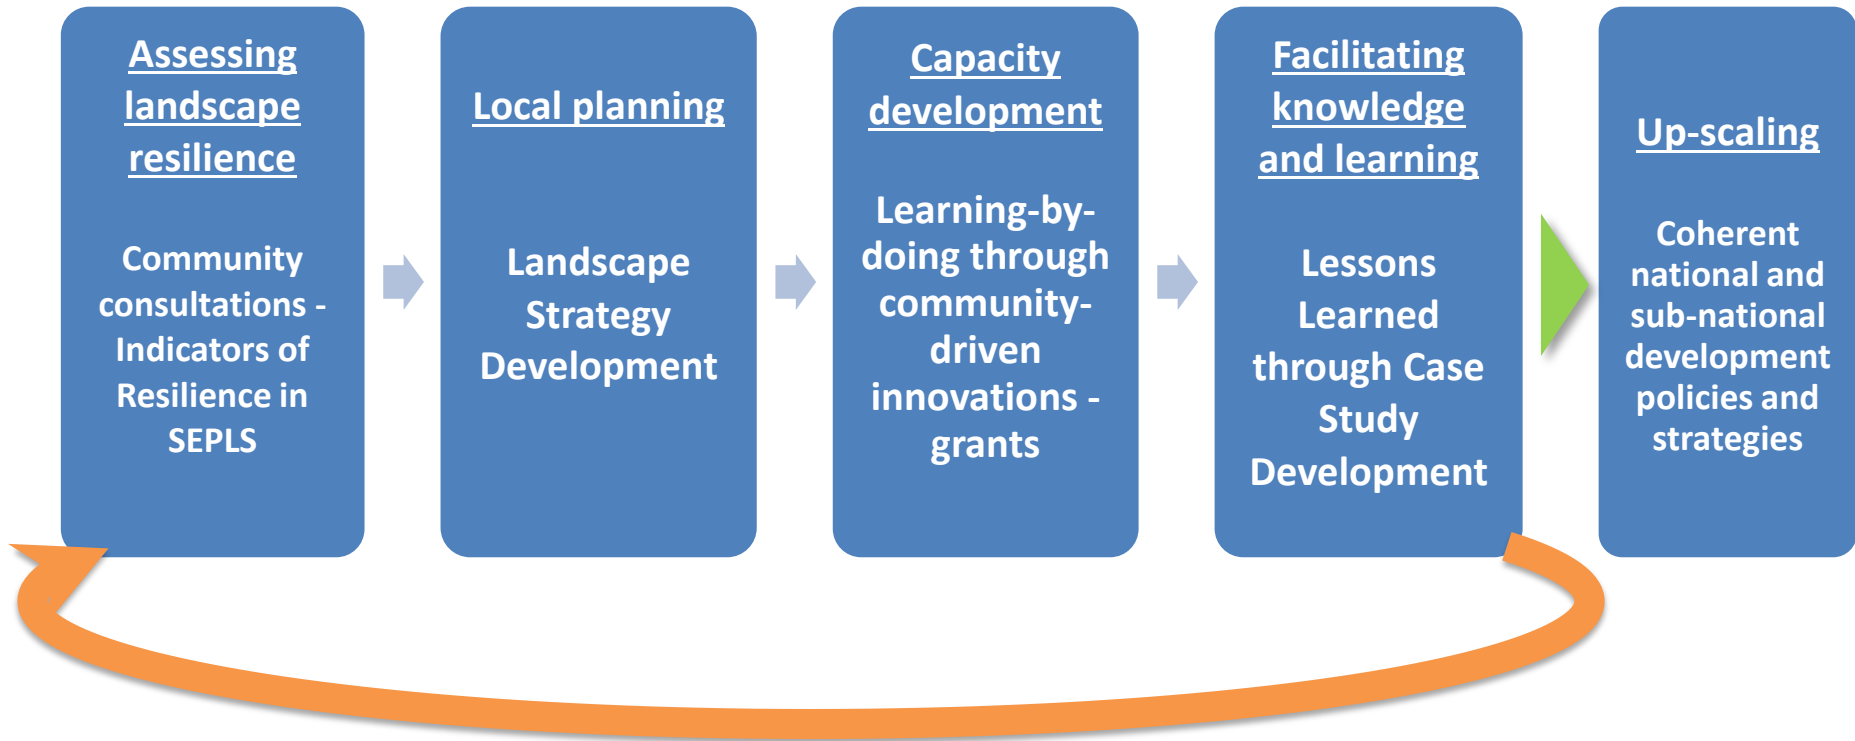 Assessing
landscape
resilience
Community
consultations -
Indicators of
Resilience in
SEPLS
Local planning
Landscape
Strategy
Development
Capacity
development
Learning-by-
doing through
community-
driven
innovations -
grants
Facilitating
knowledge
and learning
Lessons
Learned
through Case
Study
Development
Up-scaling
Coherent
national and
sub-national
development
policies and
strategies